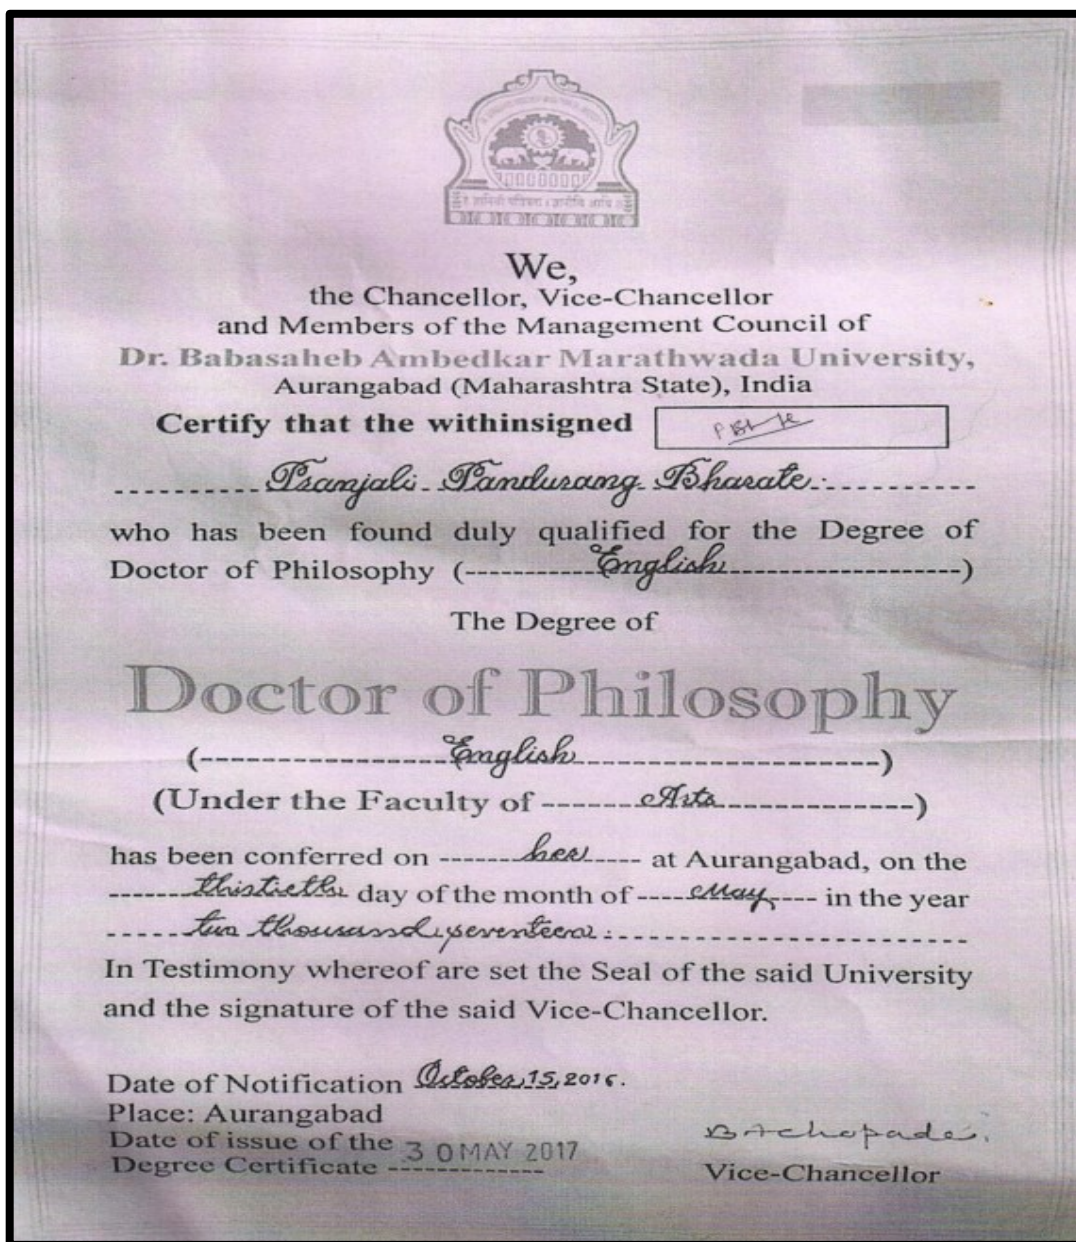 We,
the Chancellor, Vice-Chancellor
and Members of the Management Council of
Dr. Babasaheb Ambedkar Marathwada University,
Aurangabad (Maharashtra State), India
Certify that the withinsigned
Pranjali Pandurang Bharate.
who has been found duly qualified for the Degree of
Doctor of Philosophy (----------English--------------------)
The Degree of
Doctor of Philosophy
(-----------------English---------------------)
(Under the Faculty of ------Arts---------------)
has been conferred on ------her---- at Aurangabad, on the
------thirtieth day of the month of ----May,---- in the year
-----two thousand seventeen.-------------------------
In Testimony whereof are set the Seal of the said University
and the signature of the said Vice-Chancellor.
Date of Notification October, 15, 2016.
Place: Aurangabad
Date of issue of the 30 MAY 2017
Degree Certificate ------------
BAChopade.
Vice-Chancellor